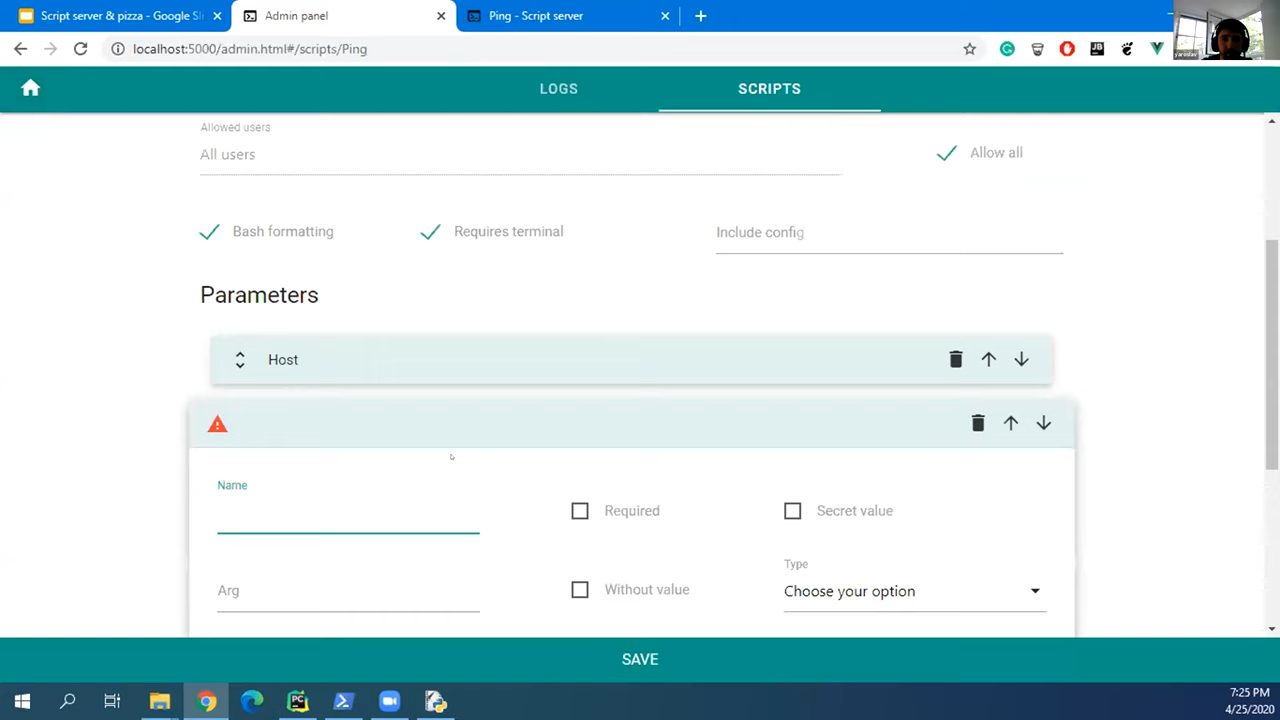 Script server & pizza - Google Sli
Admin panel
Ping - Script server
localhost:5000/admin.html#/scripts/Ping
yaroslav
LOGS
SCRIPTS
Allowed users
All users
Allow all
Bash formatting
Requires terminal
Include config
Parameters
Host
Name
Required
Secret value
Arg
Without value
Type
Choose your option
SAVE
7:25 PM
4/25/2020